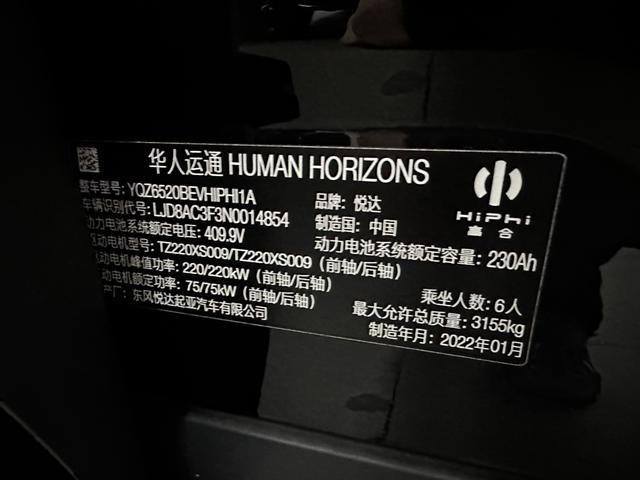 华人运通 HUMAN HORIZONS
HiPhi
高合
整车型号: YQZ6520BEVHIPHI1A
品牌: 悦达
车辆识别代号: LJD8AC3F3N0014854
制造国: 中国
动力电池系统额定电压: 409.9V
动力电池系统额定容量: 230Ah
动电机型号: TZ220XS009/TZ220XS009 (前轴/后轴)
动电机峰值功率: 220/220kW (前轴/后轴)
乘坐人数: 6人
电机额定功率: 75/75kW (前轴/后轴)
最大允许总质量: 3155kg
厂: 东风悦达起亚汽车有限公司
制造年月: 2022年01月